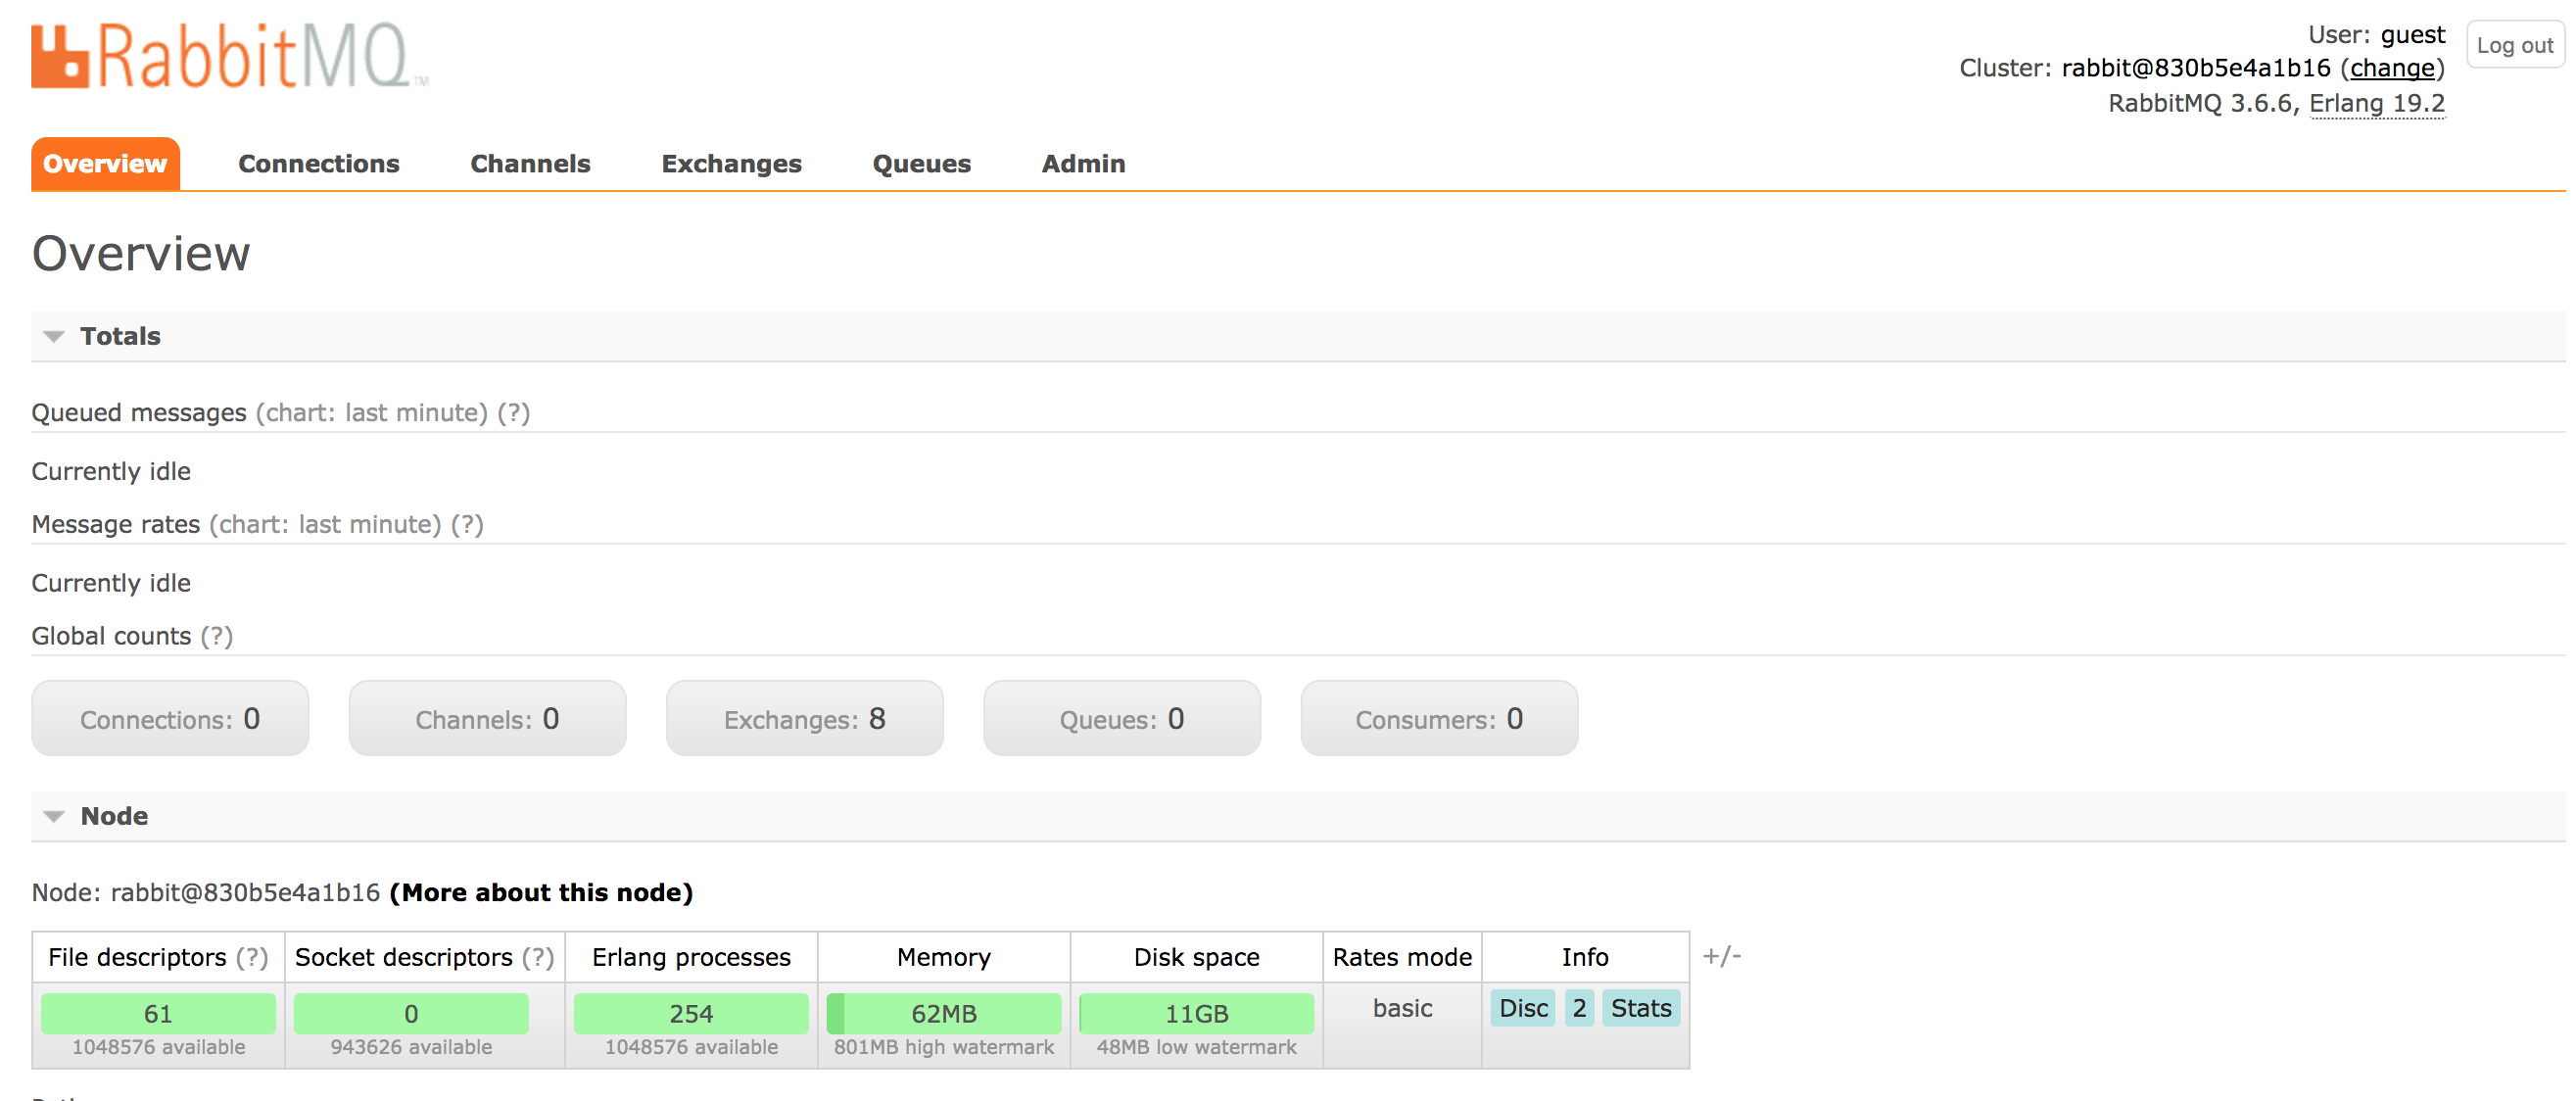 RabbitMQ™
User: guest
Log out
Cluster: rabbit@830b5e4a1b16 (change)
RabbitMQ 3.6.6, Erlang 19.2
Overview Connections Channels Exchanges Queues Admin
Overview
Totals
Queued messages (chart: last minute) (?)
Currently idle
Message rates (chart: last minute) (?)
Currently idle
Global counts (?)
Connections: 0 Channels: 0 Exchanges: 8 Queues: 0 Consumers: 0
Node
Node: rabbit@830b5e4a1b16 (More about this node)
File descriptors (?) Socket descriptors (?) Erlang processes Memory Disk space Rates mode Info +/-
61 0 254 62MB 11GB basic Disc 2 Stats
1048576 available 943626 available 1048576 available 801MB high watermark 48MB low watermark